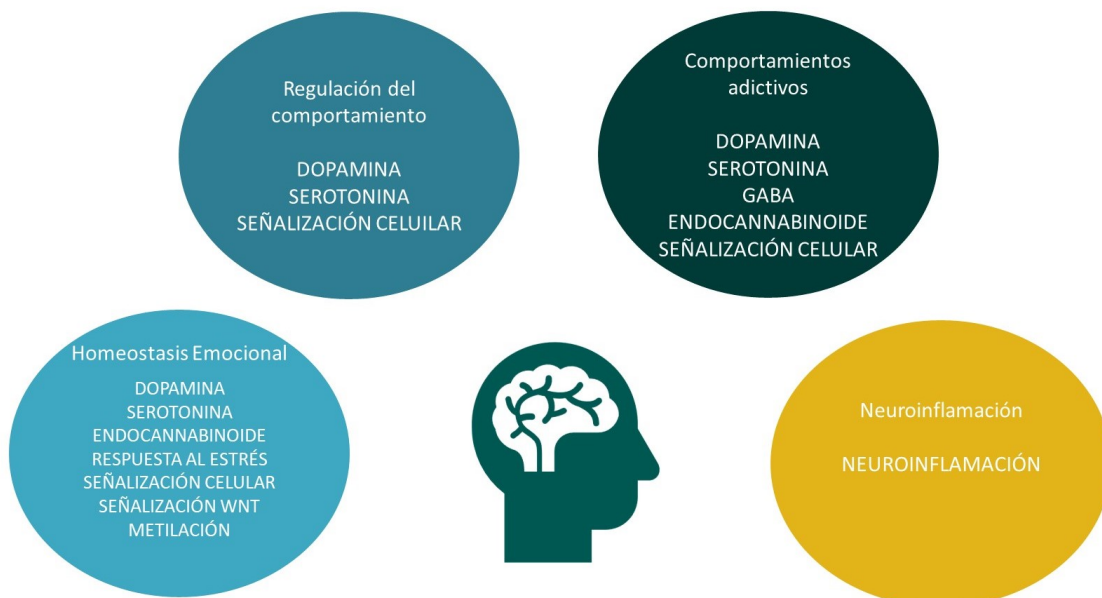 Regulación del
comportamiento
DOPAMINA
SEROTONINA
SEÑALIZACIÓN CELUILAR
Comportamientos
adictivos
DOPAMINA
SEROTONINA
GABA
ENDOCANNABINOIDE
SEÑALIZACIÓN CELULAR
Homeostasis Emocional
DOPAMINA
SEROTONINA
ENDOCANNABINOIDE
RESPUESTA AL ESTRÉS
SEÑALIZACIÓN CELULAR
SEÑALIZACIÓN WNT
METILACIÓN
Neuroinflamación
NEUROINFLAMACIÓN